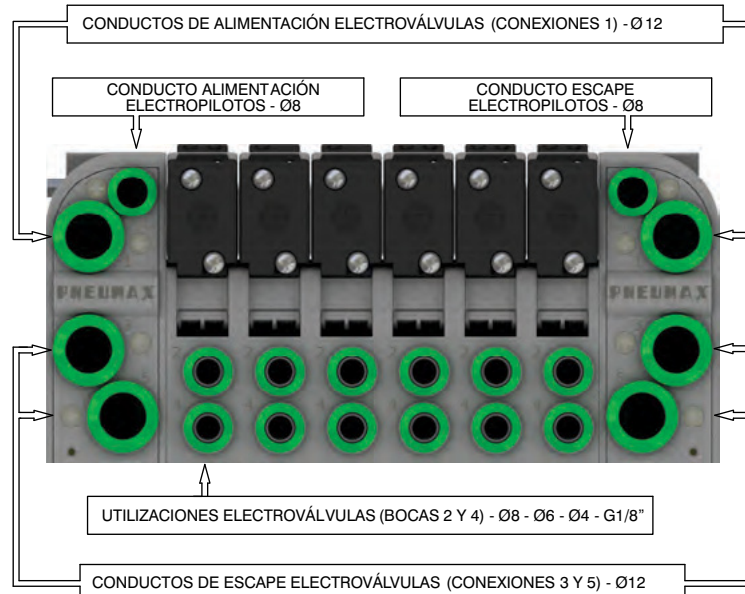 CONDUCTOS DE ALIMENTACIÓN ELECTROVÁLVULAS (CONEXIONES 1) - Ø 12
CONDUCTO ALIMENTACIÓN
ELECTROPILOTOS - Ø8
CONDUCTO ESCAPE
ELECTROPILOTOS - Ø8
PNEUMAX
PNEUMAX
UTILIZACIONES ELECTROVÁLVULAS (BOCAS 2 Y 4) - Ø8 - Ø6 - Ø4 - G1/8”
CONDUCTOS DE ESCAPE ELECTROVÁLVULAS (CONEXIONES 3 Y 5) - Ø12